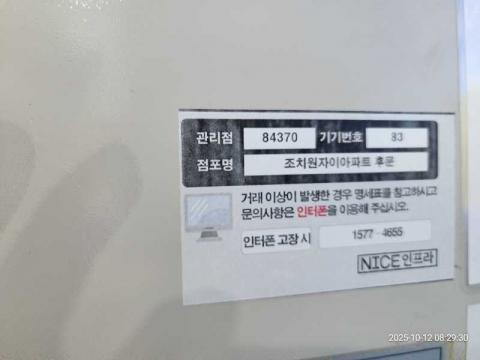 관리점 84370 기기번호 83
점포명 조치원자이아파트 후문
거래 이상이 발생한 경우 명세표를 참고하시고
문의사항은 인터폰을 이용해 주십시오.
인터폰 고장 시 1577-4655
NICE인프라
2025-10-12 08:29:30